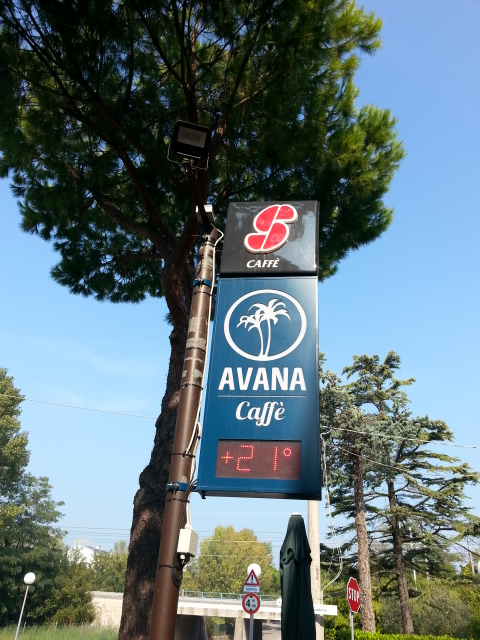 S
CAFFÈ
AVANA
Caffè
+21°
STOP